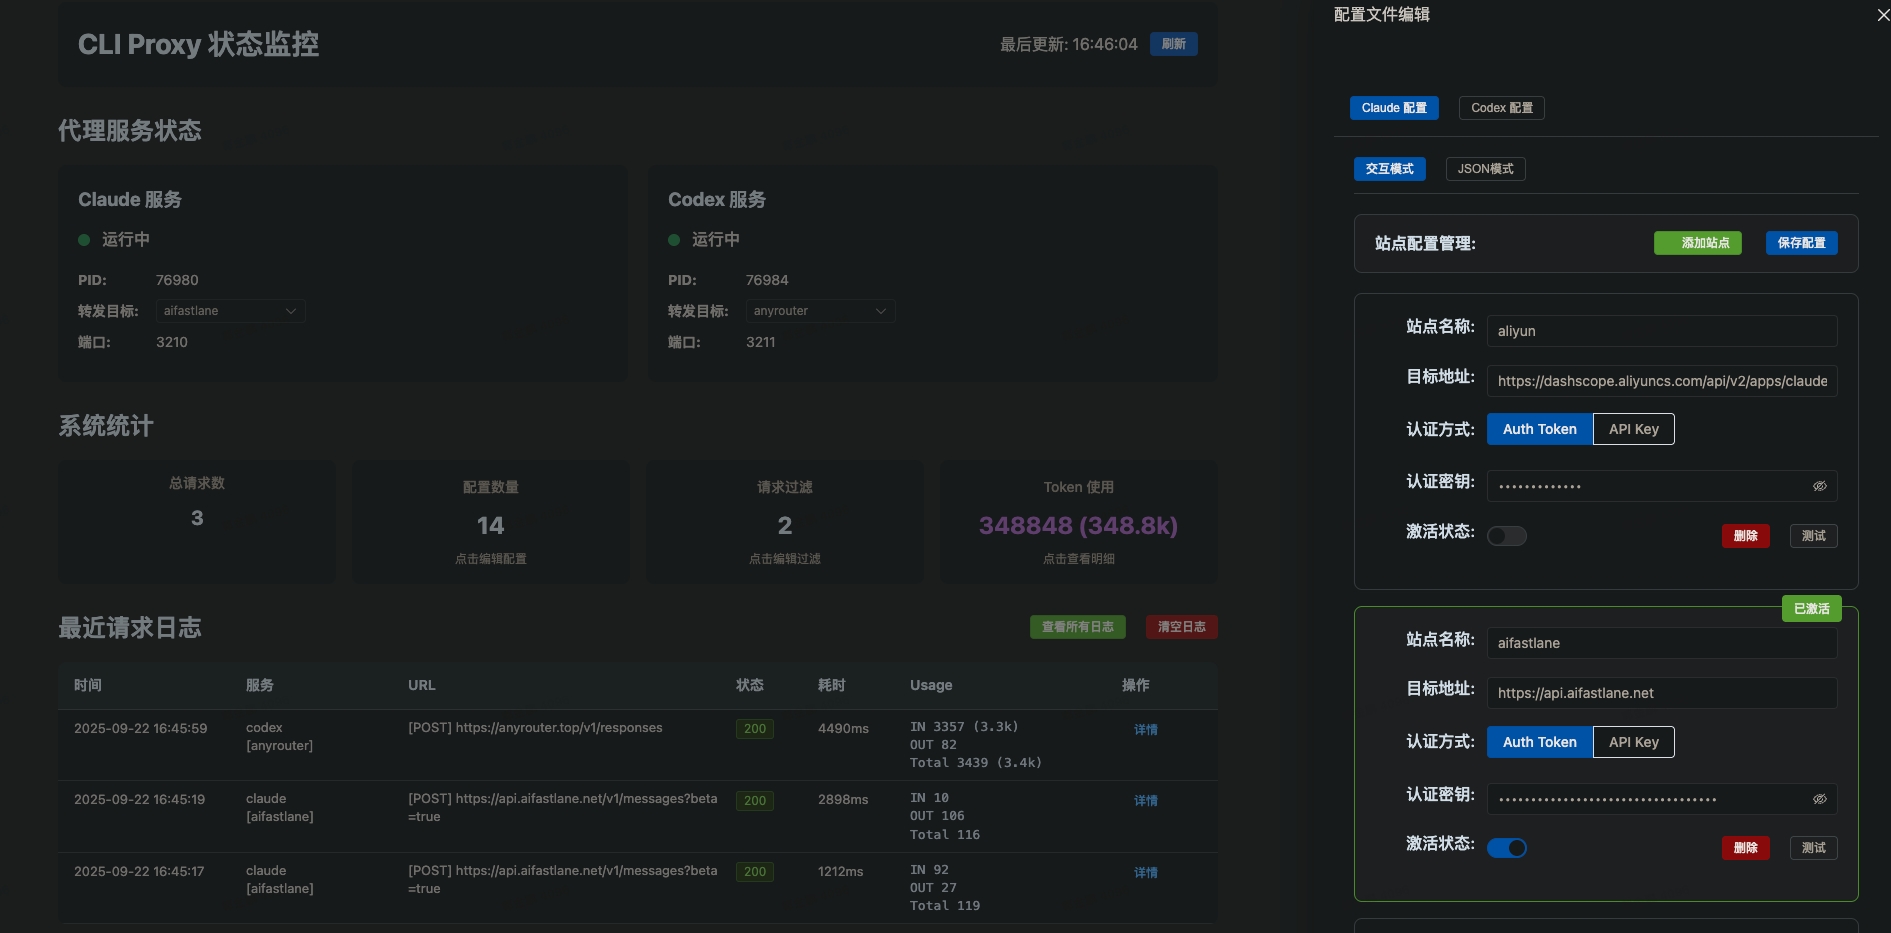 CLI Proxy 状态监控
最后更新: 16:46:04
刷新
代理服务状态
Claude 服务
运行中
PID: 76980
转发目标: aifastlane
端口: 3210
Codex 服务
运行中
PID: 76984
转发目标: anyrouter
端口: 3211
系统统计
总请求数
3
配置数量
14
点击编辑配置
请求过滤
2
点击编辑过滤
Token 使用
348848 (348.8k)
点击查看明细
最近请求日志
查看所有日志
清空日志
时间 服务 URL 状态 耗时 Usage 操作
2025-09-22 16:45:59 codex [POST] https://anyrouter.top/v1/responses 200 4490ms IN 3357 (3.3k) 详情
[anyrouter] OUT 82
Total 3439 (3.4k)
2025-09-22 16:45:19 claude [POST] https://api.aifastlane.net/v1/messages?beta 200 2898ms IN 10 详情
[aifastlane] =true OUT 106
Total 116
2025-09-22 16:45:17 claude [POST] https://api.aifastlane.net/v1/messages?beta 200 1212ms IN 92 详情
[aifastlane] =true OUT 27
Total 119
配置文件编辑
Claude 配置
Codex 配置
交互模式
JSON模式
站点配置管理:
添加站点
保存配置
站点名称: aliyun
目标地址: https://dashscope.aliyuncs.com/api/v2/apps/claude
认证方式: Auth Token API Key
认证密钥: •••••••••••••
激活状态: 删除 测试
已激活
站点名称: aifastlane
目标地址: https://api.aifastlane.net
认证方式: Auth Token API Key
认证密钥: ••••••••••••••••••••••••••••••••••
激活状态: 删除 测试